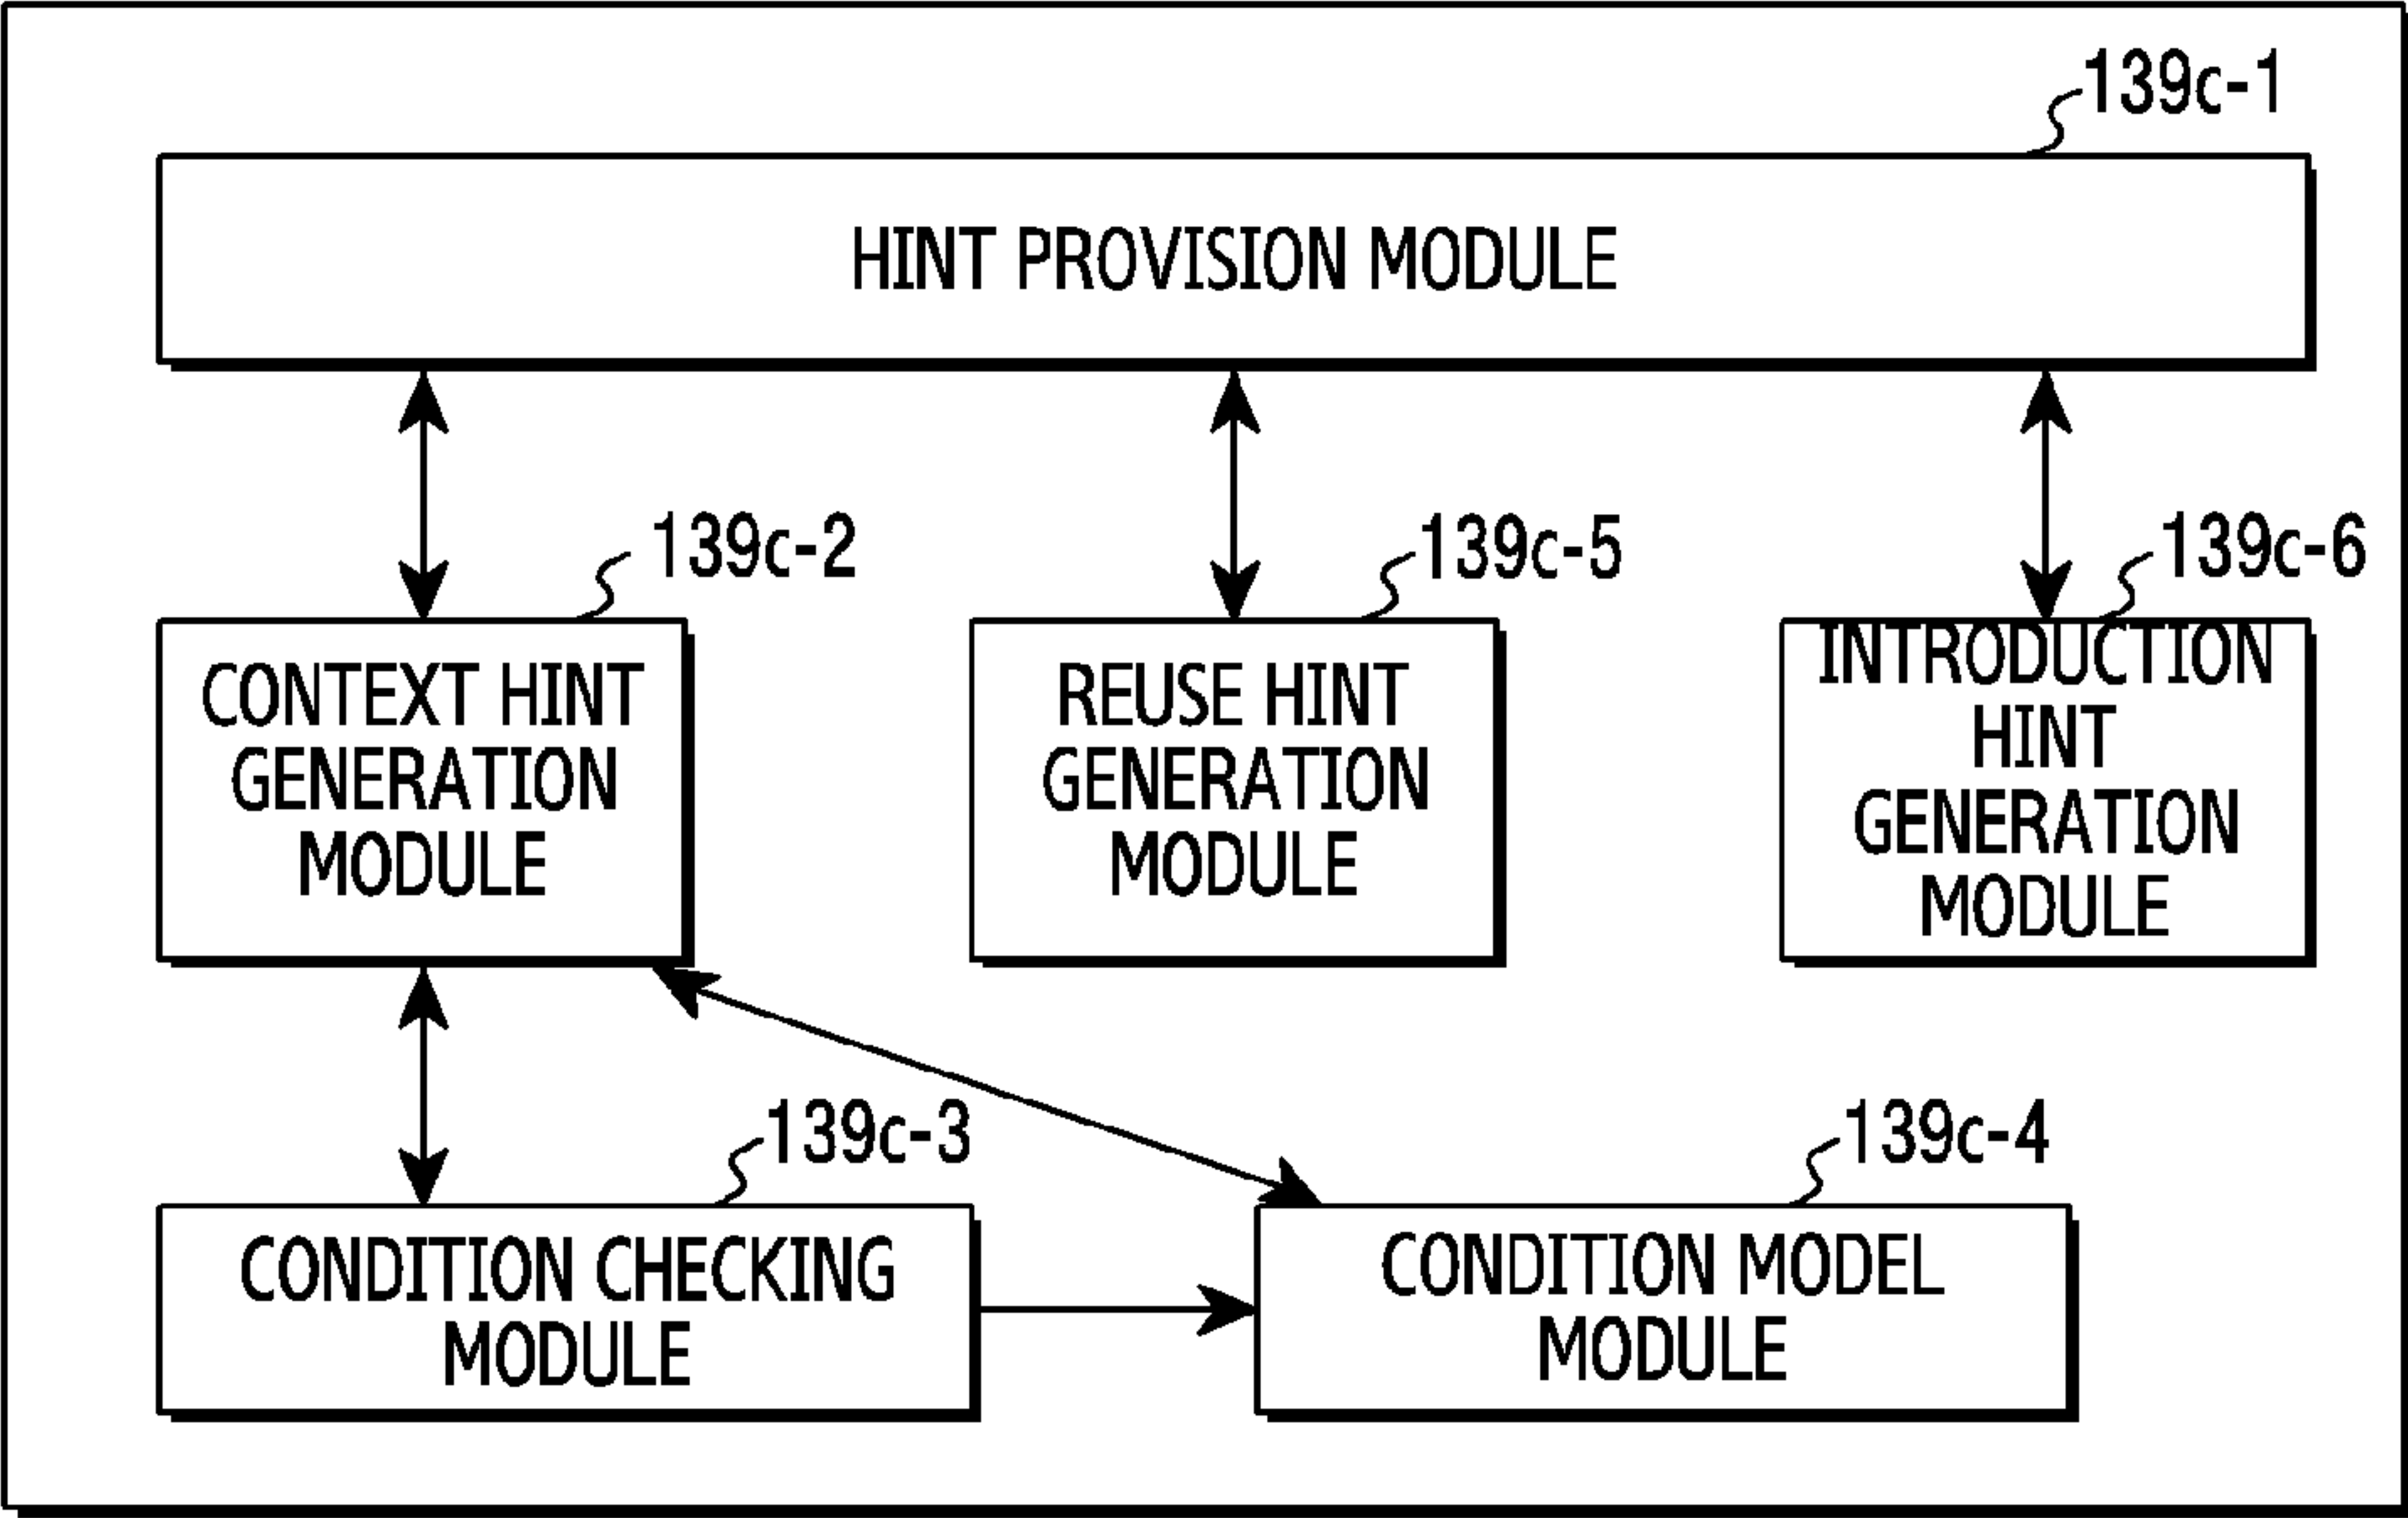 139c-1
HINT PROVISION MODULE
139c-2
139c-5
139c-6
CONTEXT HINT
GENERATION
MODULE
REUSE HINT
GENERATION
MODULE
INTRODUCTION
HINT
GENERATION
MODULE
139c-3
139c-4
CONDITION CHECKING
MODULE
CONDITION MODEL
MODULE